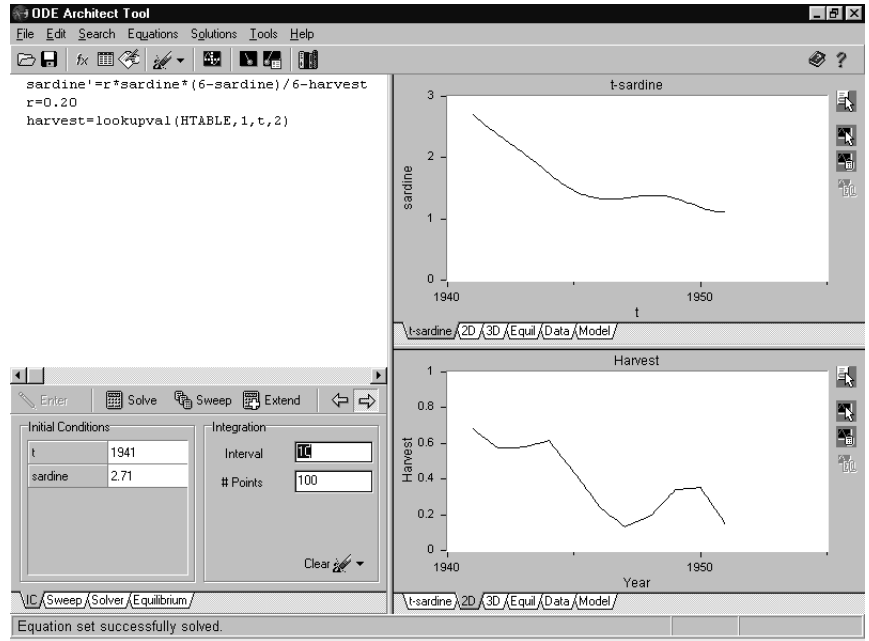 ODE Architect Tool
File Edit Search Equations Solutions Tools Help
fx
?
sardine'=r*sardine*(6-sardine)/6-harvest
r=0.20
harvest=lookupval(HTABLE,1,t,2)
t-sardine
3
2
1
0
sardine
1940 1950
t
t-sardine 2D 3D Equil Data Model
Harvest
1
0.8
0.6
0.4
0.2
0
Harvest
1940 1950
Year
t-sardine 2D 3D Equil Data Model
Enter Solve Sweep Extend
Initial Conditions
t 1941
sardine 2.71
Integration
Interval 10
# Points 100
Clear
IC Sweep Solver Equilibrium
Equation set successfully solved.